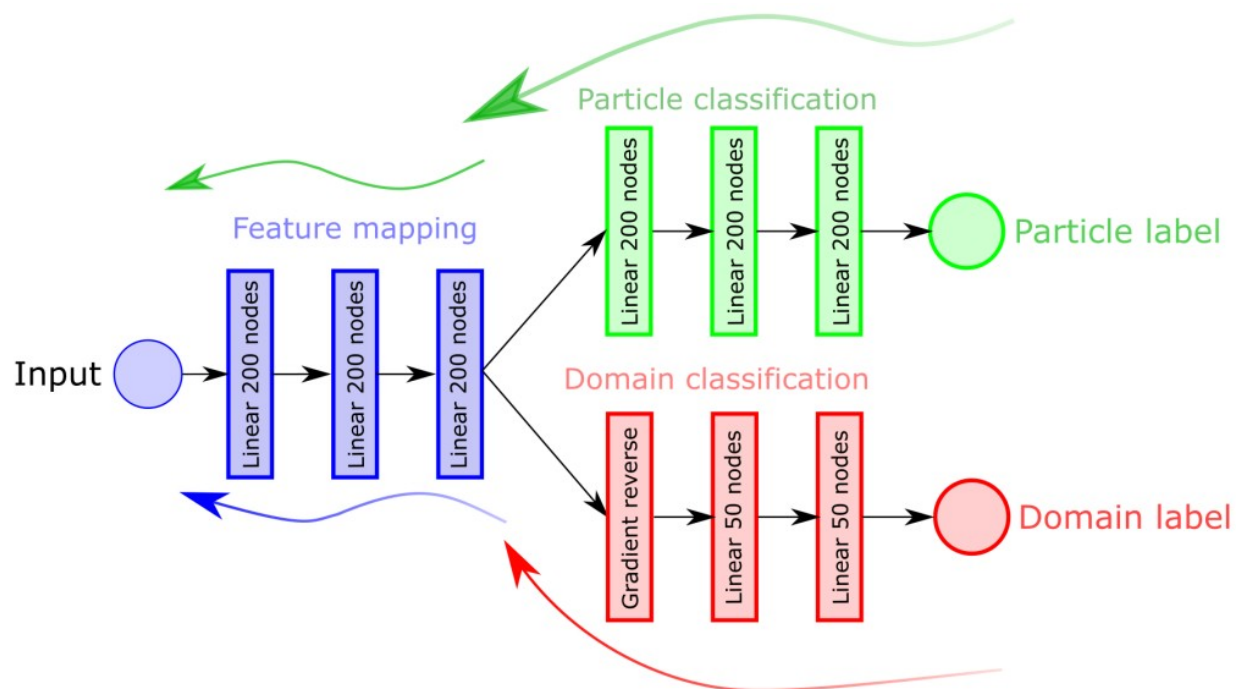 Particle classification
Linear 200 nodes
Linear 200 nodes
Linear 200 nodes
Particle label
Feature mapping
Input
Linear 200 nodes
Linear 200 nodes
Linear 200 nodes
Domain classification
Gradient reverse
Linear 50 nodes
Linear 50 nodes
Domain label